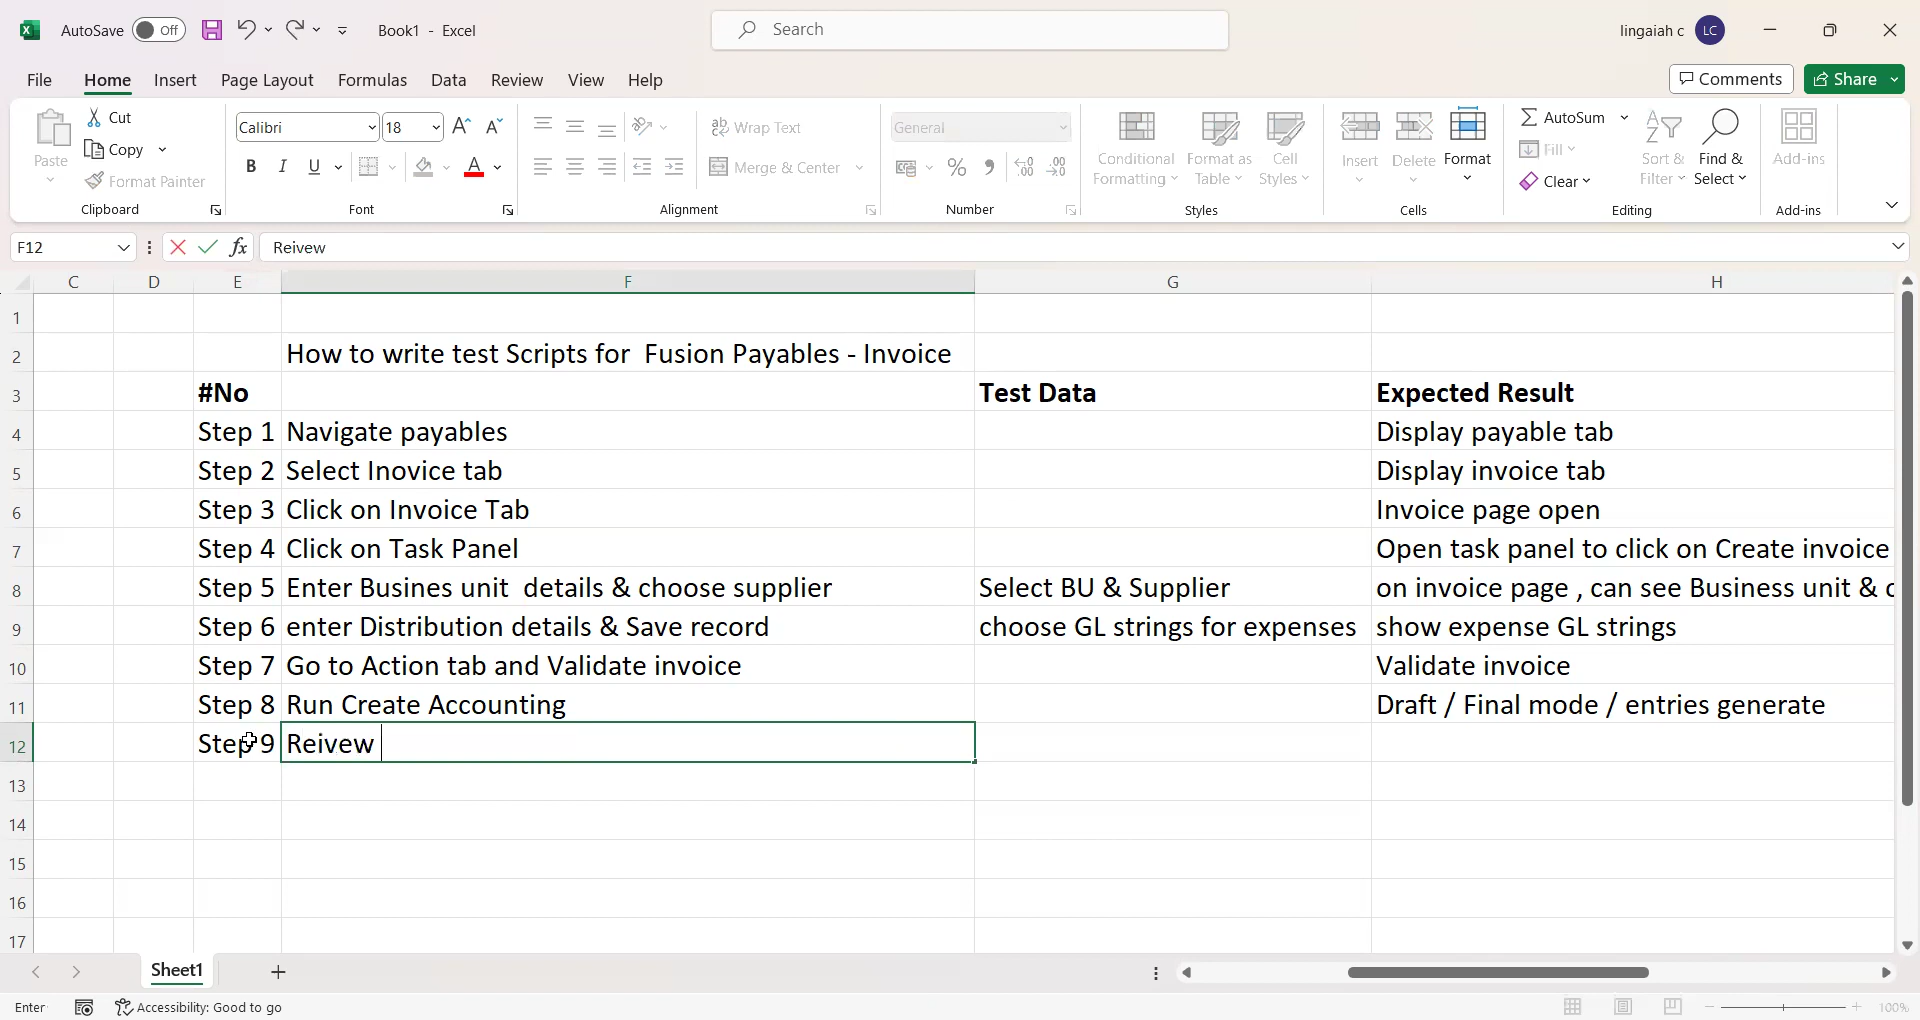 AutoSave Off Book1 - Excel Search lingaiah c LC
File Home Insert Page Layout Formulas Data Review View Help Comments Share
Paste Cut Copy Format Painter Clipboard
Calibri 18 B I U A Font
Wrap Text Merge & Center Alignment
General % Number
Conditional Formatting Format as Table Cell Styles Styles
Insert Delete Format Cells
AutoSum Fill Clear Sort & Filter Find & Select Editing
Add-ins Add-ins
F12 fx Reivew
C D E F G H
1
2 How to write test Scripts for Fusion Payables - Invoice
3 #No Test Data Expected Result
4 Step 1 Navigate payables Display payable tab
5 Step 2 Select Inovice tab Display invoice tab
6 Step 3 Click on Invoice Tab Invoice page open
7 Step 4 Click on Task Panel Open task panel to click on Create invoice
8 Step 5 Enter Busines unit details & choose supplier Select BU & Supplier on invoice page , can see Business unit &
9 Step 6 enter Distribution details & Save record choose GL strings for expenses show expense GL strings
10 Step 7 Go to Action tab and Validate invoice Validate invoice
11 Step 8 Run Create Accounting Draft / Final mode / entries generate
12 Step 9 Reivew
13
14
15
16
17
Sheet1
Enter Accessibility: Good to go 100%